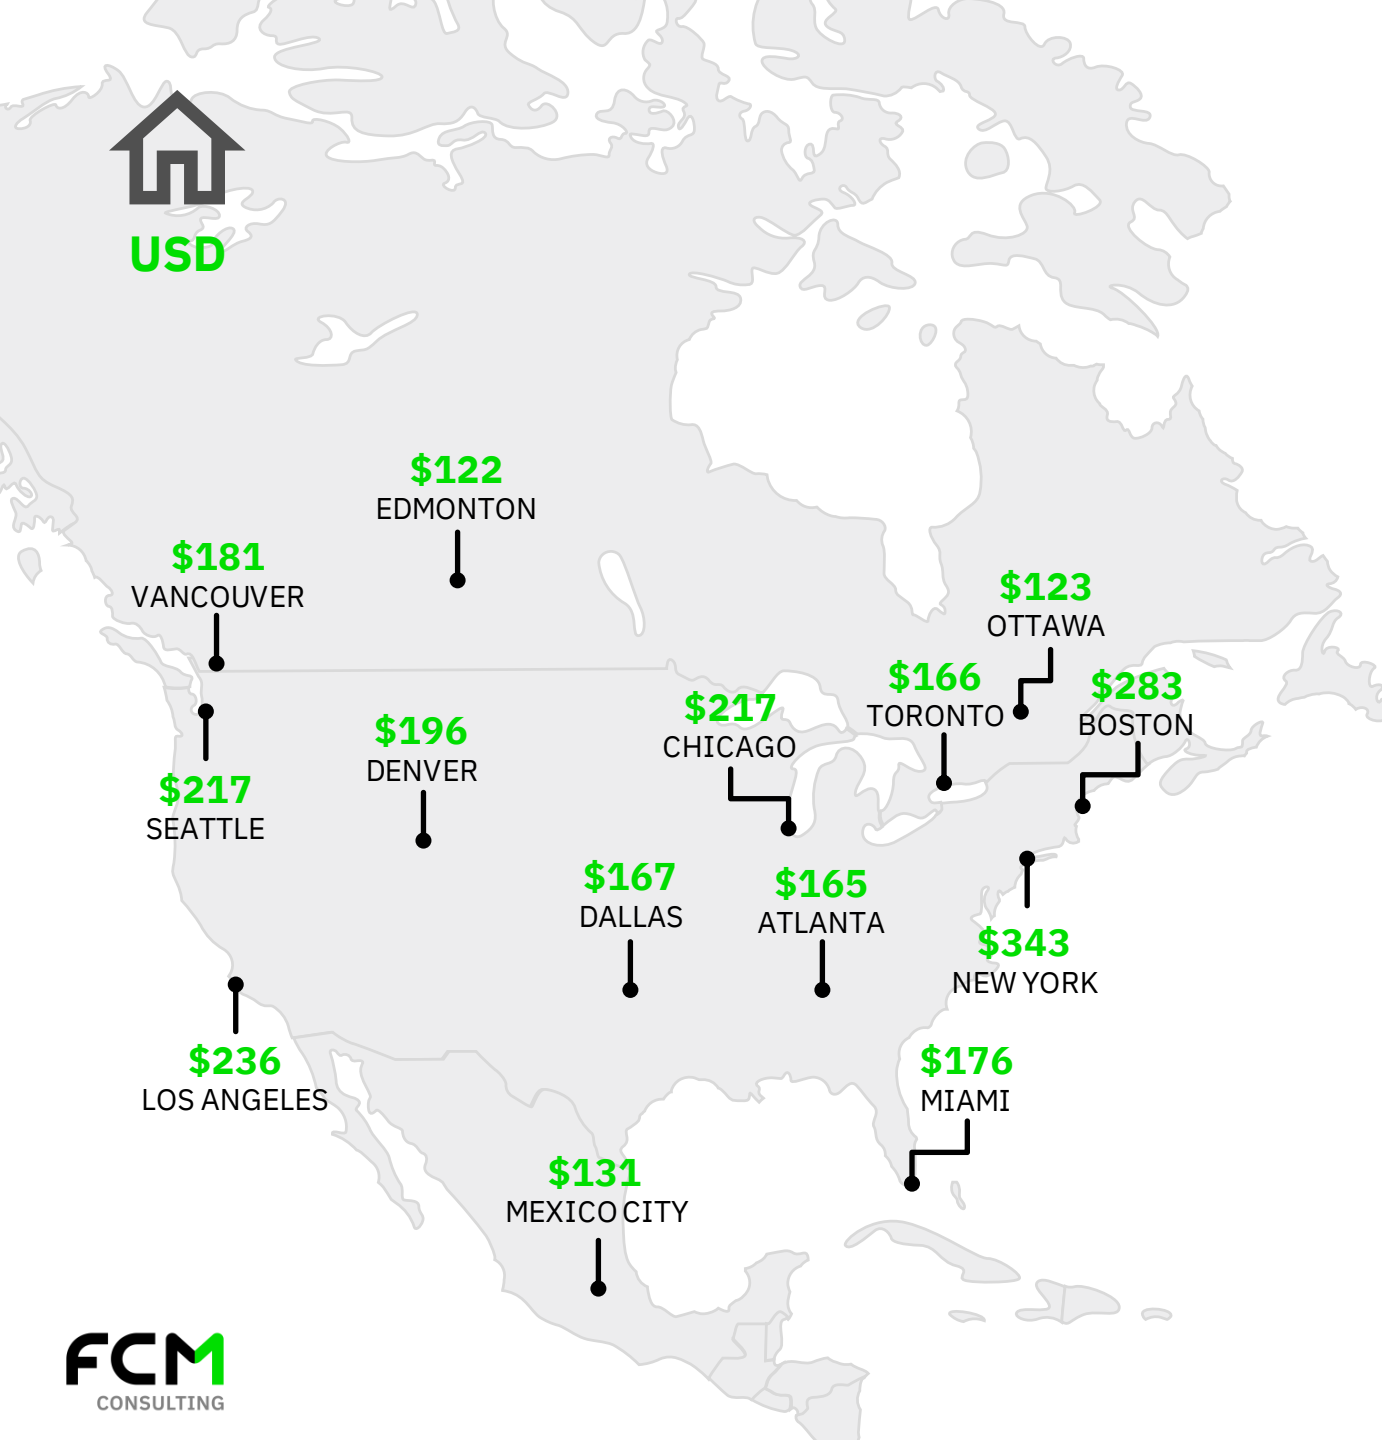 USD
$122
EDMONTON
$181
VANCOUVER
$123
OTTAWA
$166
TORONTO
$283
BOSTON
$217
CHICAGO
$196
DENVER
$217
SEATTLE
$167
DALLAS
$165
ATLANTA
$343
NEW YORK
$236
LOS ANGELES
$176
MIAMI
$131
MEXICO CITY
FCM
CONSULTING